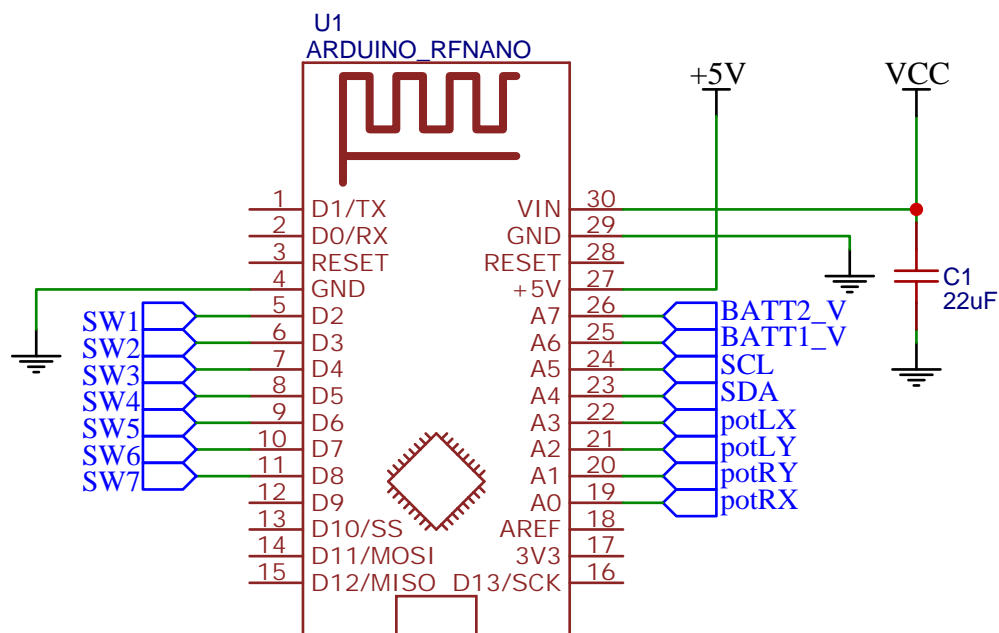 U1
ARDUINO_RFNANO
+5V
VCC
1 D1/TX VIN 30
2 D0/RX GND 29
3 RESET RESET 28
4 GND +5V 27
C1
22uF
SW1 5 D2 A7 26 BATT2_V
SW2 6 D3 A6 25 BATT1_V
SW3 7 D4 A5 24 SCL
SW4 8 D5 A4 23 SDA
SW5 9 D6 A3 22 potLX
SW6 10 D7 A2 21 potLY
SW7 11 D8 A1 20 potRY
12 D9 A0 19 potRX
13 D10/SS AREF 18
14 D11/MOSI 3V3 17
15 D12/MISO D13/SCK 16